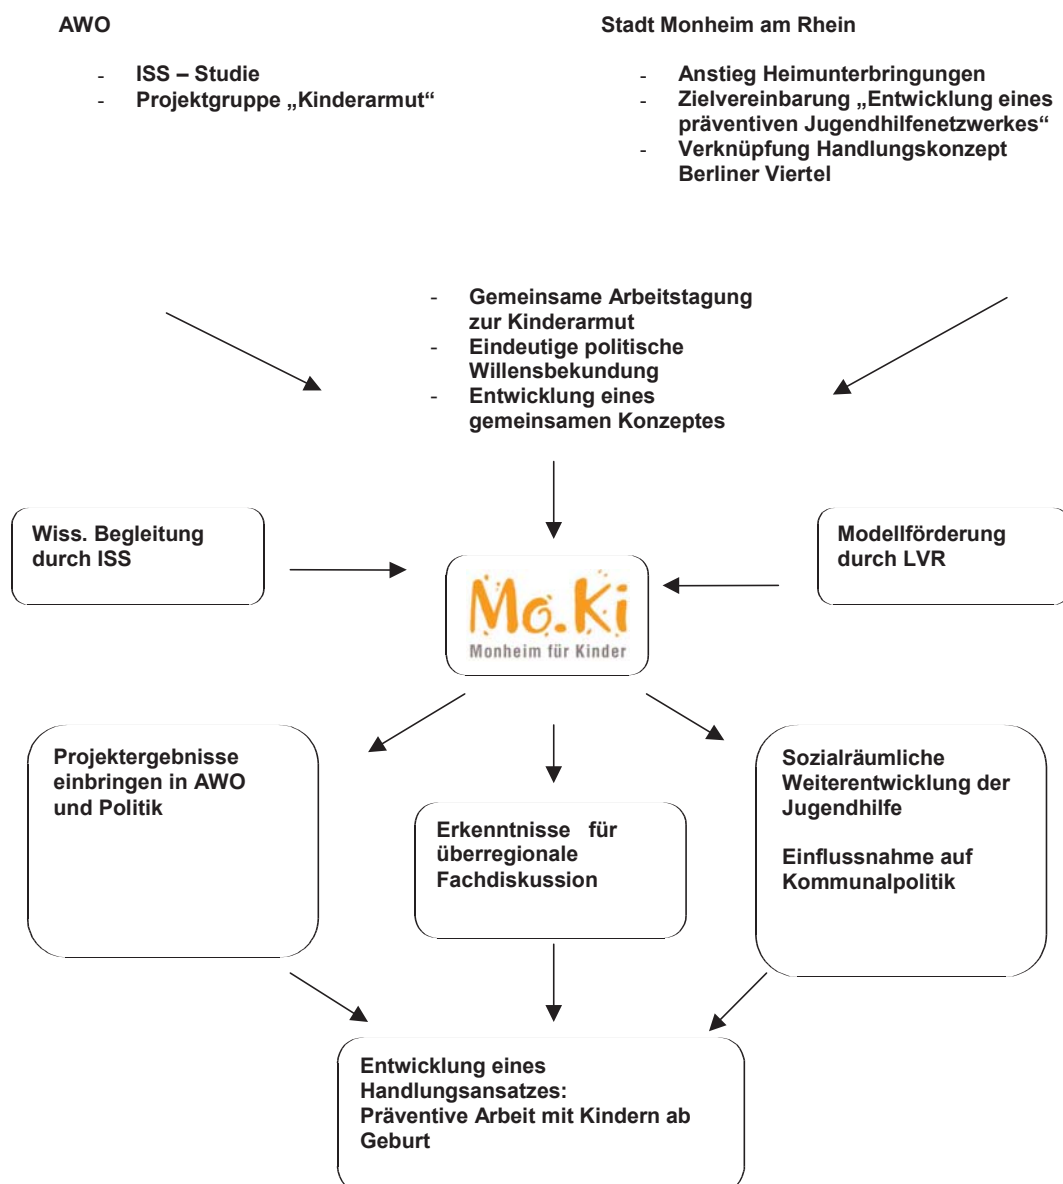 AWO
- ISS – Studie
- Projektgruppe „Kinderarmut“
Stadt Monheim am Rhein
- Anstieg Heimunterbringungen
- Zielvereinbarung „Entwicklung eines
präventiven Jugendhilfenetzwerkes“
- Verknüpfung Handlungskonzept
Berliner Viertel
- Gemeinsame Arbeitstagung
zur Kinderarmut
- Eindeutige politische
Willensbekundung
- Entwicklung eines
gemeinsamen Konzeptes
Wiss. Begleitung
durch ISS
Mo.Ki
Monheim für Kinder
Modellförderung
durch LVR
Projektergebnisse
einbringen in AWO
und Politik
Erkenntnisse für
überregionale
Fachdiskussion
Sozialräumliche
Weiterentwicklung der
Jugendhilfe
Einflussnahme auf
Kommunalpolitik
Entwicklung eines
Handlungsansatzes:
Präventive Arbeit mit Kindern ab
Geburt